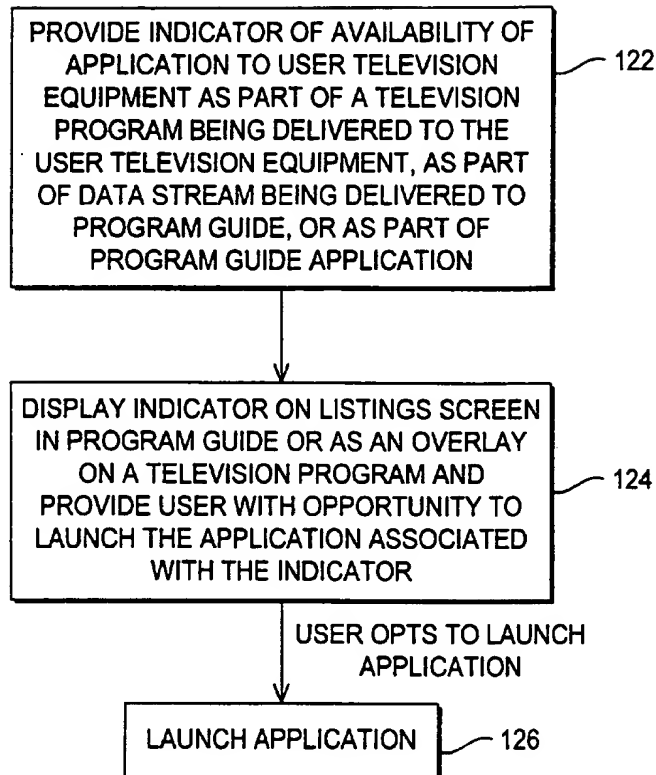 PROVIDE INDICATOR OF AVAILABILITY OF
APPLICATION TO USER TELEVISION
EQUIPMENT AS PART OF A TELEVISION
PROGRAM BEING DELIVERED TO THE
USER TELEVISION EQUIPMENT, AS PART
OF DATA STREAM BEING DELIVERED TO
PROGRAM GUIDE, OR AS PART OF
PROGRAM GUIDE APPLICATION
122
DISPLAY INDICATOR ON LISTINGS SCREEN
IN PROGRAM GUIDE OR AS AN OVERLAY
ON A TELEVISION PROGRAM AND
PROVIDE USER WITH OPPORTUNITY TO
LAUNCH THE APPLICATION ASSOCIATED
WITH THE INDICATOR
124
USER OPTS TO LAUNCH
APPLICATION
LAUNCH APPLICATION
126